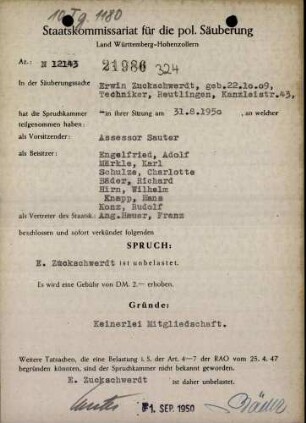 10 Tg. 1180
Staatskommissariat für die pol. Säuberung
Land Württemberg-Hohenzollern
Az.: N 12143 21986 324
In der Säuberungssache Erwin Zuckschwerdt, geb.22.10.09,
Techniker, Reutlingen, Kanzleistr.43,
hat die Spruchkammer in ihrer Sitzung am 31.8.1950, an welcher
teilgenommen haben:
als Vorsitzender: Assessor Sauter
als Beisitzer: Engelfried, Adolf
Märkle, Karl
Schulze, Charlotte
Bäder, Richard
Hirn, Wilhelm
Knapp, Hans
Konz, Rudolf
als Vertreter des Staatsk.: Ang.Hauer, Franz
beschlossen und sofort verkündet folgenden
SPRUCH:
E. Zuckschwerdt ist unbelastet.
Es wird eine Gebühr von DM. 2.— erhoben.
Gründe:
Keinerlei Mitgliedschaft.
Weitere Tatsachen, die eine Belastung i. S. der Art. 4—7 der RAO vom 25. 4. 47
begründen könnten, sind der Spruchkammer nicht bekannt geworden.
E. Zuckschwerdt ist daher unbelastet.
1. SEP. 1950